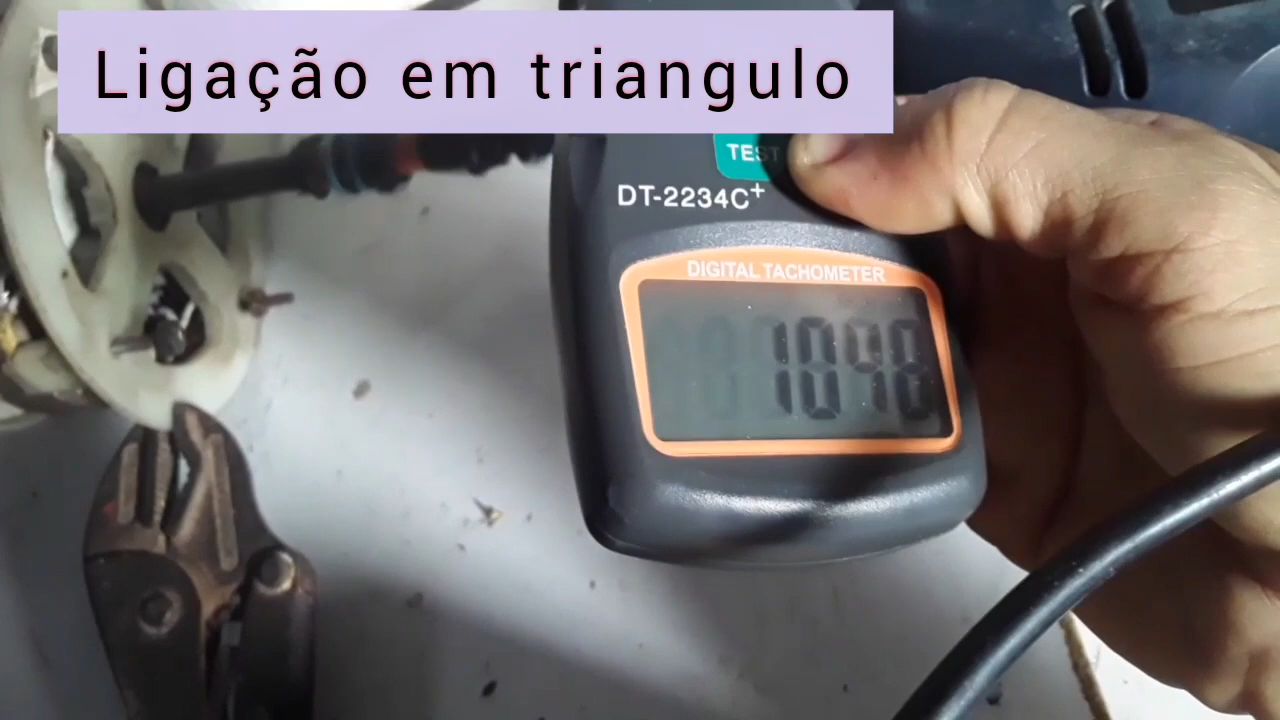 Ligação em triangulo
TEST
DT-2234C+
DIGITAL TACHOMETER
1098